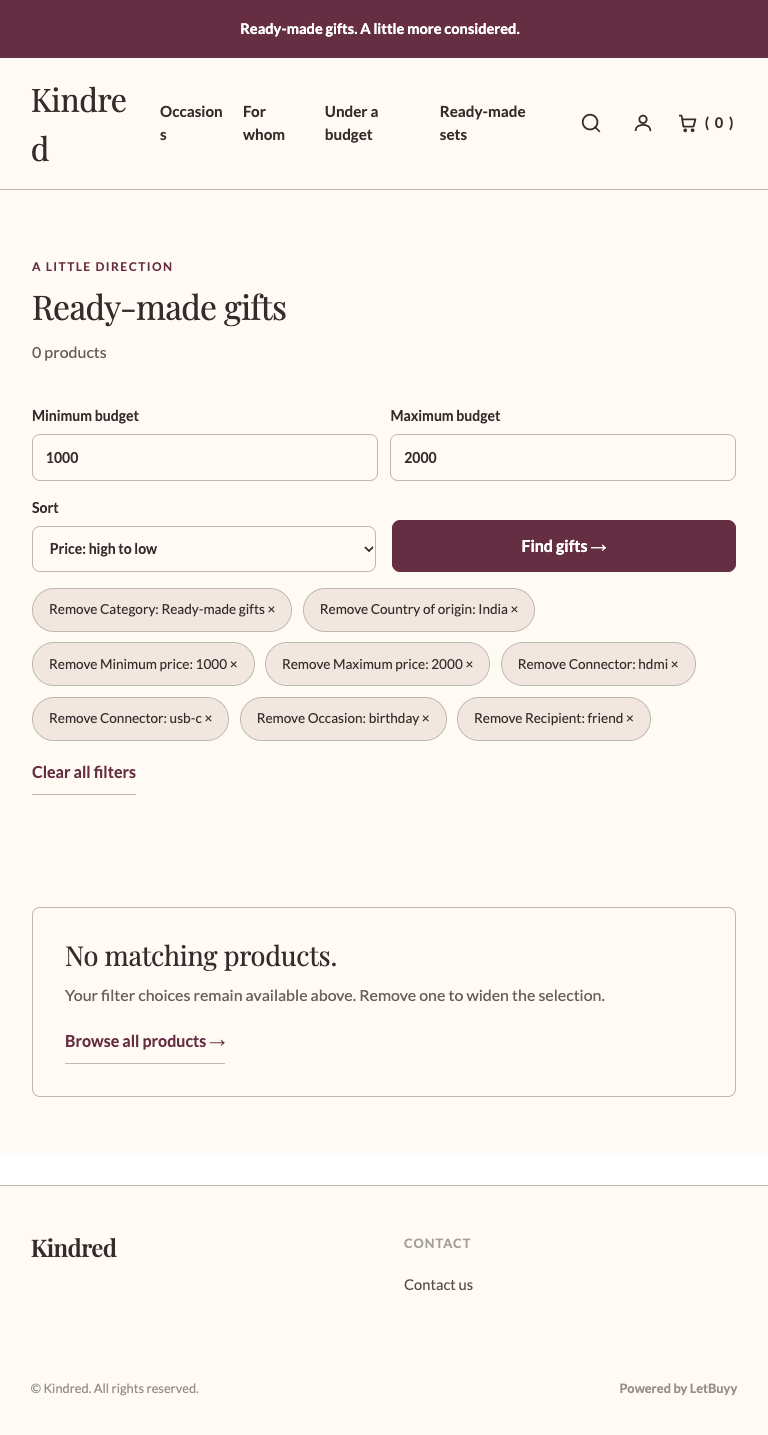 Ready-made gifts. A little more considered.
Kindre
d
Occasion
s
For
whom
Under a
budget
Ready-made
sets
( 0 )
A LITTLE DIRECTION
Ready-made gifts
0 products
Minimum budget
Maximum budget
1000
2000
Sort
Price: high to low
Find gifts →
Remove Category: Ready-made gifts ×
Remove Country of origin: India ×
Remove Minimum price: 1000 ×
Remove Maximum price: 2000 ×
Remove Connector: hdmi ×
Remove Connector: usb-c ×
Remove Occasion: birthday ×
Remove Recipient: friend ×
Clear all filters
No matching products.
Your filter choices remain available above. Remove one to widen the selection.
Browse all products →
Kindred
CONTACT
Contact us
© Kindred. All rights reserved.
Powered by LetBuyy